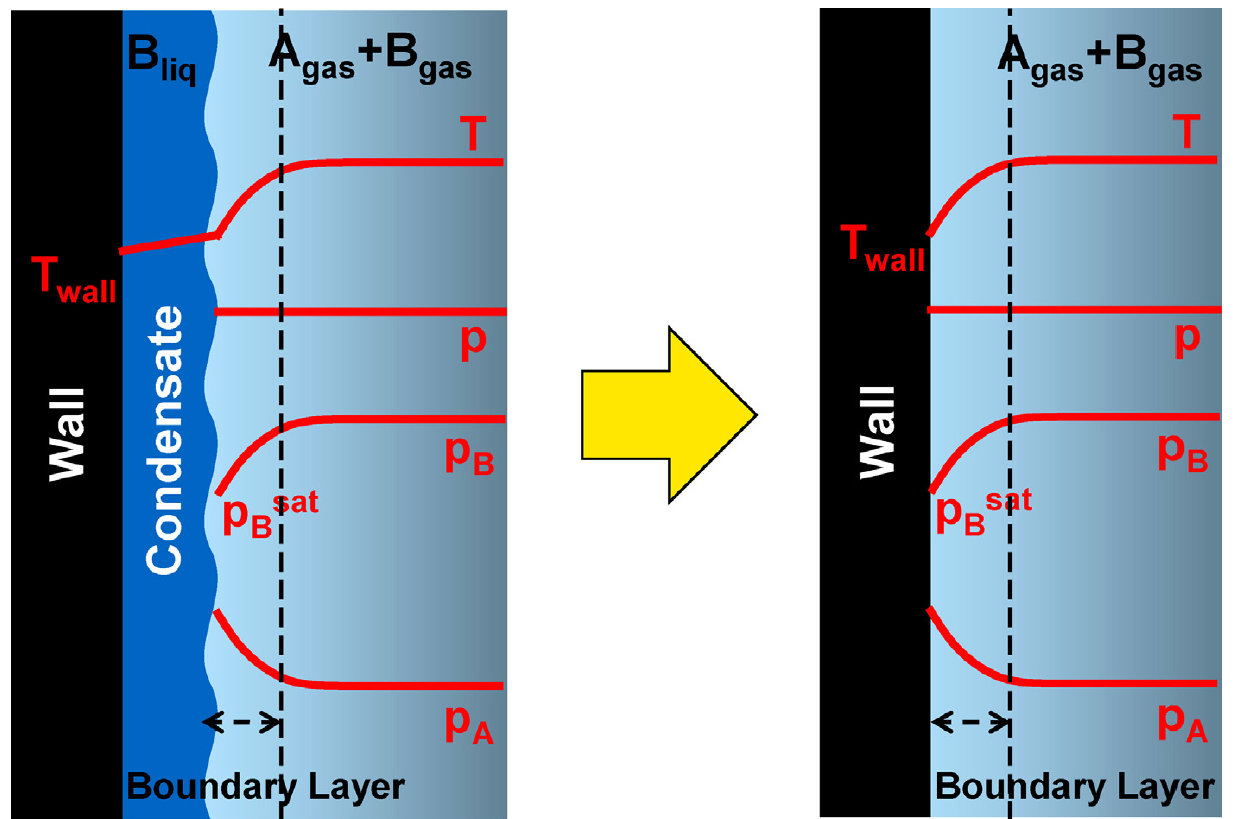 B_liq
A_gas+B_gas
T
T_wall
p
Wall
Condensate
p_B
p_B^sat
p_A
Boundary Layer
A_gas+B_gas
T
T_wall
p
Wall
p_B
p_B^sat
p_A
Boundary Layer